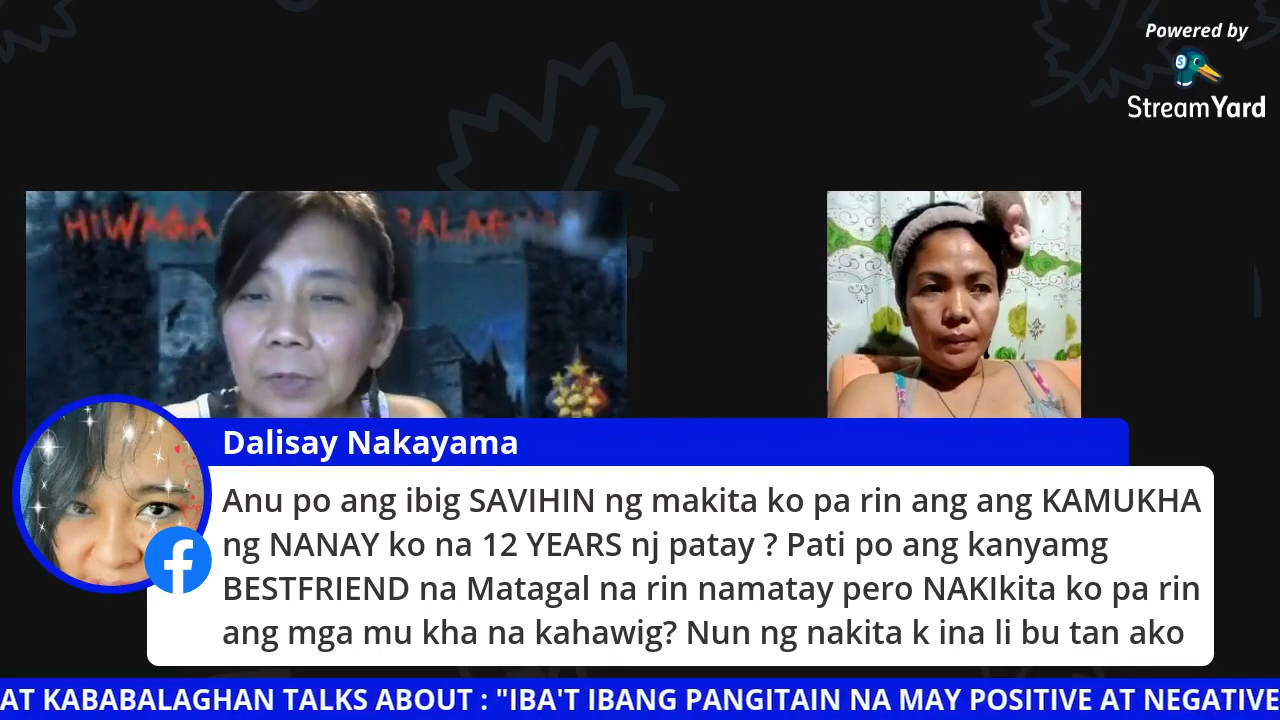 Powered by
StreamYard
HIWAGA
Dalisay Nakayama
Anu po ang ibig SAVIHIN ng makita ko pa rin ang ang KAMUKHA
ng NANAY ko na 12 YEARS nj patay ? Pati po ang kanyamg
BESTFRIEND na Matagal na rin namatay pero NAKIkita ko pa rin
ang mga mu kha na kahawig? Nun ng nakita k ina li bu tan ako
AT KABABALAGHAN TALKS ABOUT : "IBA'T IBANG PANGITAIN NA MAY POSITIVE AT NEGATIVE